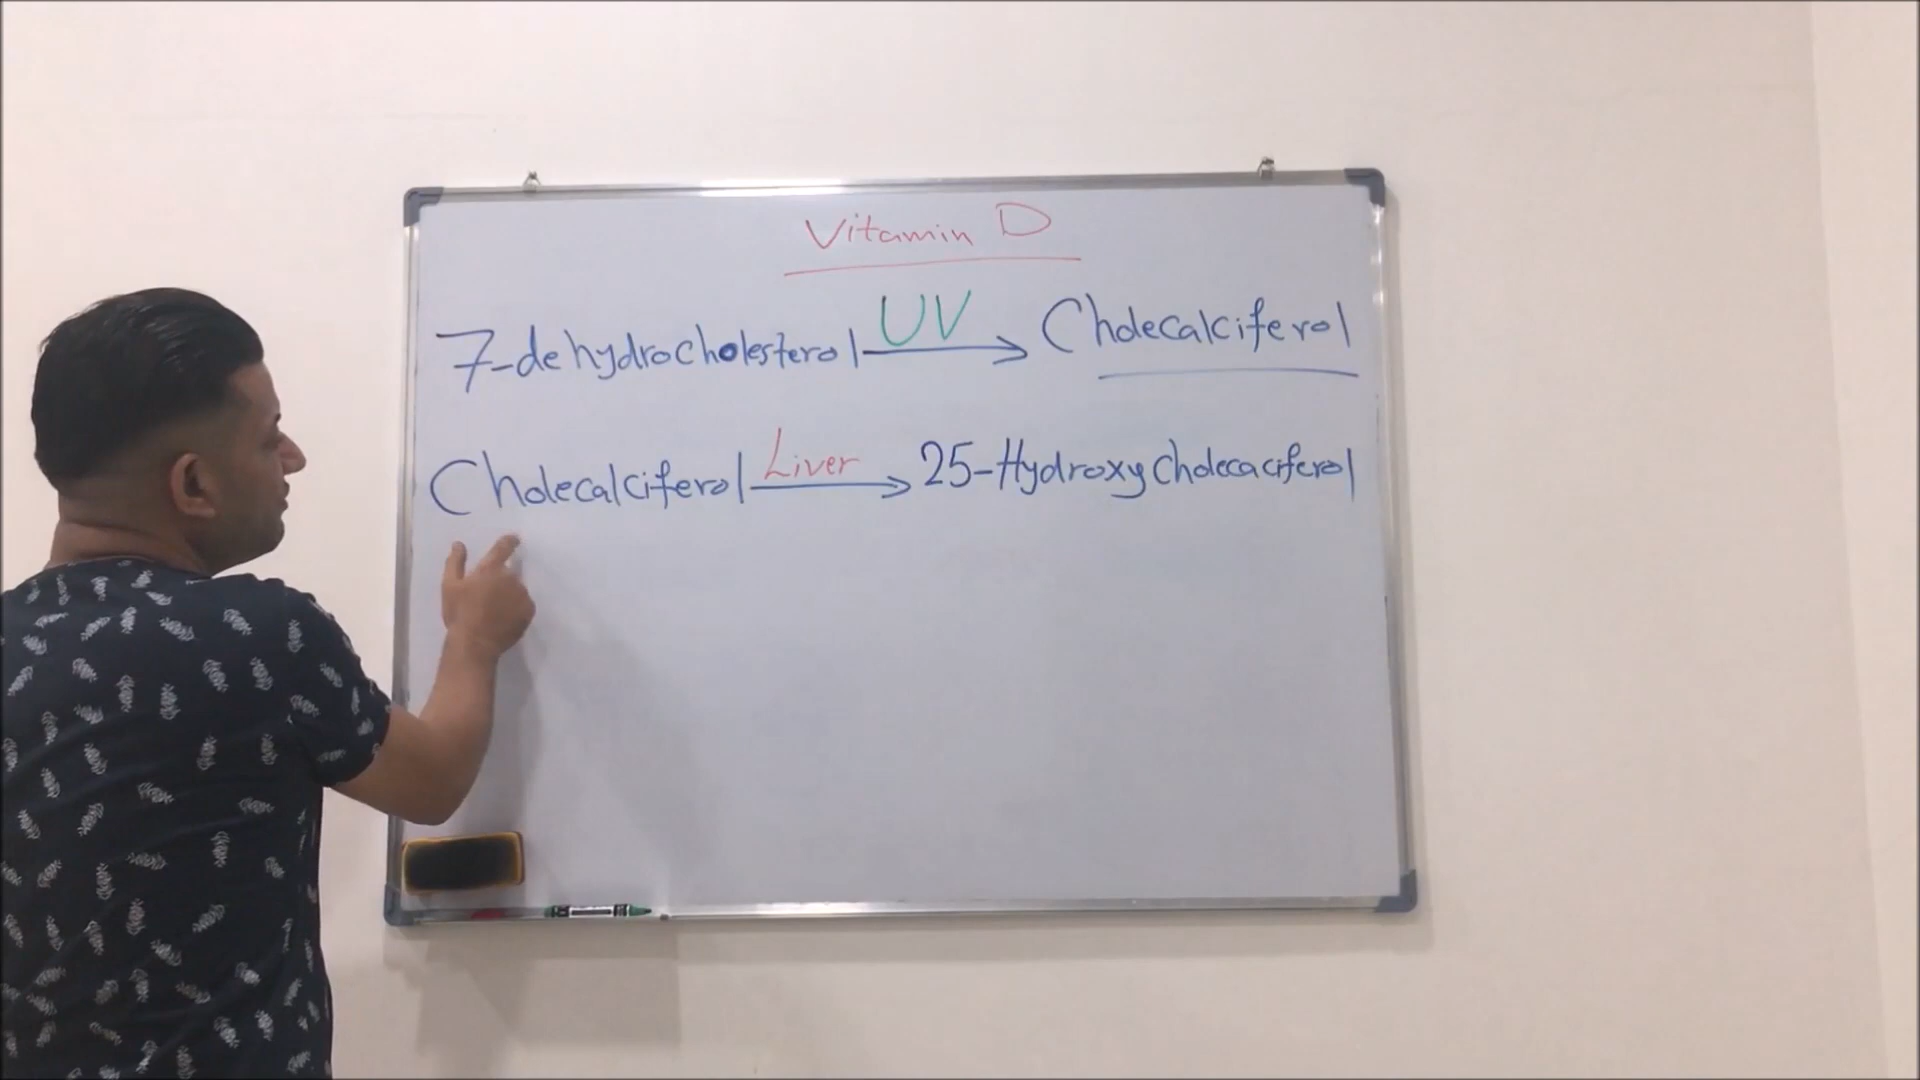 Vitamin D
7-dehydrocholesterol UV → Cholecalciferol
Cholecalciferol Liver → 25-Hydroxycholecaciferol